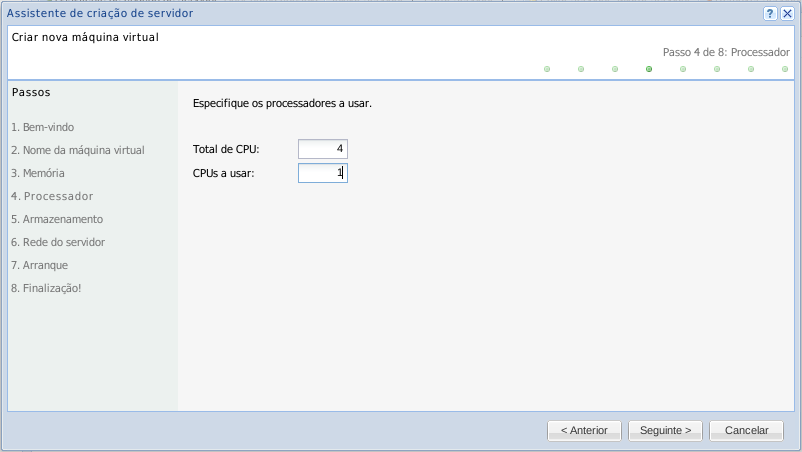 Assistente de criação de servidor
Criar nova máquina virtual
Passo 4 de 8: Processador
Passos
1. Bem-vindo
2. Nome da máquina virtual
3. Memória
4. Processador
5. Armazenamento
6. Rede do servidor
7. Arranque
8. Finalização!
Especifique os processadores a usar.
Total de CPU: 4
CPUs a usar: 1
< Anterior Seguinte > Cancelar